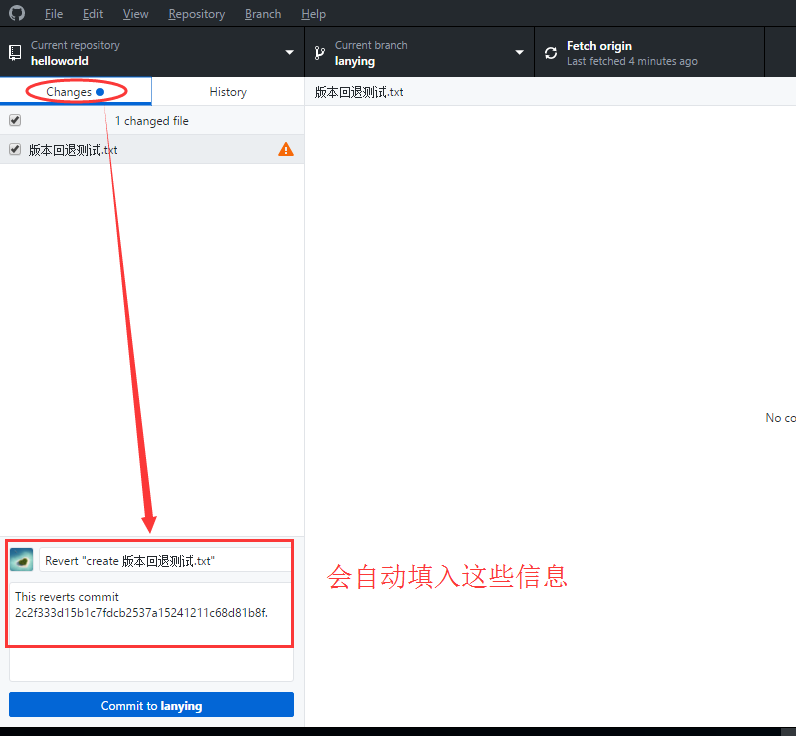 File Edit View Repository Branch Help
Current repository
helloworld
Current branch
lanying
Fetch origin
Last fetched 4 minutes ago
Changes
History
版本回退测试.txt
1 changed file
版本回退测试.txt
No co
Revert "create 版本回退测试.txt"
This reverts commit
2c2f333d15b1c7fdcb2537a15241211c68d81b8f.
会自动填入这些信息
Commit to lanying